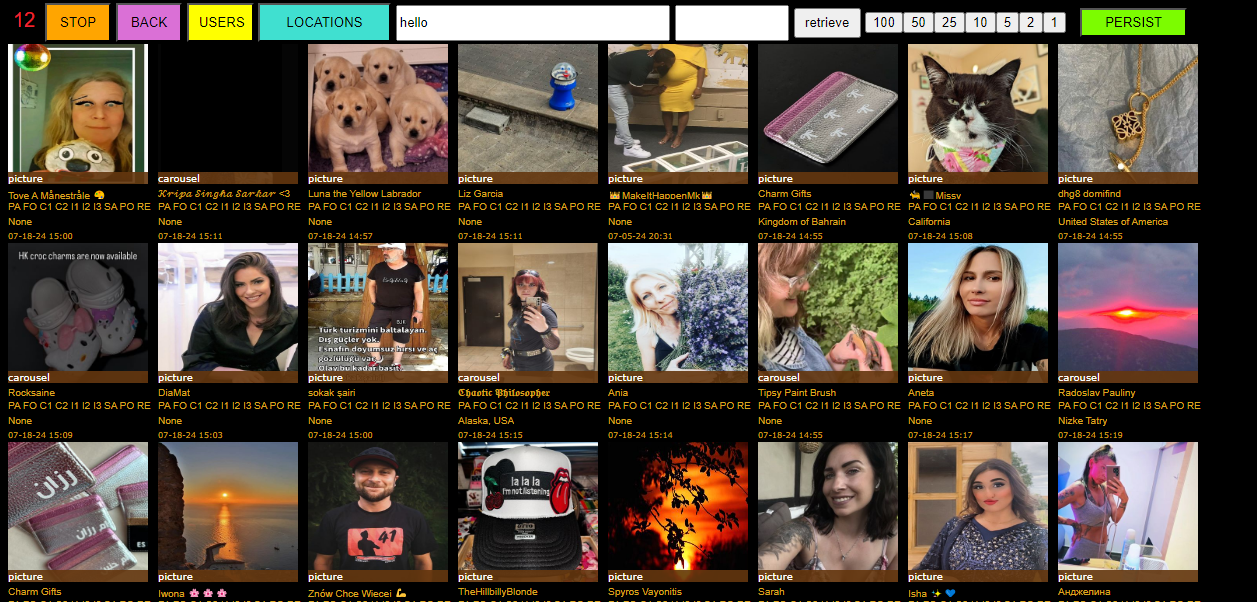 12 STOP BACK USERS LOCATIONS hello retrieve 100 50 25 10 5 2 1 PERSIST
picture carousel picture picture picture picture picture picture
Tove A Månestråle 𝓚𝓻𝓲𝓹𝓪 𝓢𝓲𝓷𝓰𝓱𝓪 𝓢𝓪𝓻𝓴𝓪𝓻 <3 Luna the Yellow Labrador Liz Garcia 👑 MakeItHappenMk 👑 Charm Gifts Missy dhg8 domifind
PA FO C1 C2 I1 I2 I3 SA PO RE PA FO C1 C2 I1 I2 I3 SA PO RE PA FO C1 C2 I1 I2 I3 SA PO RE PA FO C1 C2 I1 I2 I3 SA PO RE PA FO C1 C2 I1 I2 I3 SA PO RE PA FO C1 C2 I1 I2 I3 SA PO RE PA FO C1 C2 I1 I2 I3 SA PO RE PA FO C1 C2 I1 I2 I3 SA PO RE
None None None None None Kingdom of Bahrain California United States of America
07-18-24 15:00 07-18-24 15:11 07-18-24 14:57 07-18-24 15:11 07-05-24 20:31 07-18-24 14:55 07-18-24 15:08 07-18-24 14:55
HK croc charms are now available
BJK
Türk turizmini baltalayan.
Dış güçler yok.
Esnafın doyumsuz hırsı ve aç
gözlülüğü var
Olay bu kadar basit.
carousel picture picture carousel picture carousel picture carousel
Rocksaine DiaMat sokak şairi 𝕮𝖍𝖆𝖔𝖙𝖎𝖈 𝕻𝖍𝖎𝖑𝖔𝖘𝖔𝖕𝖍𝖊𝖗 Ania Tipsy Paint Brush Aneta Radoslav Pauliny
PA FO C1 C2 I1 I2 I3 SA PO RE PA FO C1 C2 I1 I2 I3 SA PO RE PA FO C1 C2 I1 I2 I3 SA PO RE PA FO C1 C2 I1 I2 I3 SA PO RE PA FO C1 C2 I1 I2 I3 SA PO RE PA FO C1 C2 I1 I2 I3 SA PO RE PA FO C1 C2 I1 I2 I3 SA PO RE PA FO C1 C2 I1 I2 I3 SA PO RE
None None None Alaska, USA None None None Nizke Tatry
07-18-24 15:09 07-18-24 15:03 07-18-24 15:00 07-18-24 15:15 07-18-24 15:14 07-18-24 14:55 07-18-24 15:17 07-18-24 15:19
رزان
رزان
ES
41
la la la
I'm not listening
picture picture picture picture picture picture picture picture
Charm Gifts Iwona 🌸 🌸 🌸 Znów Chce Wiecej 💪 TheHillbillyBlonde Spyros Vayonitis Sarah Isha ✨ 💙 Анджелина